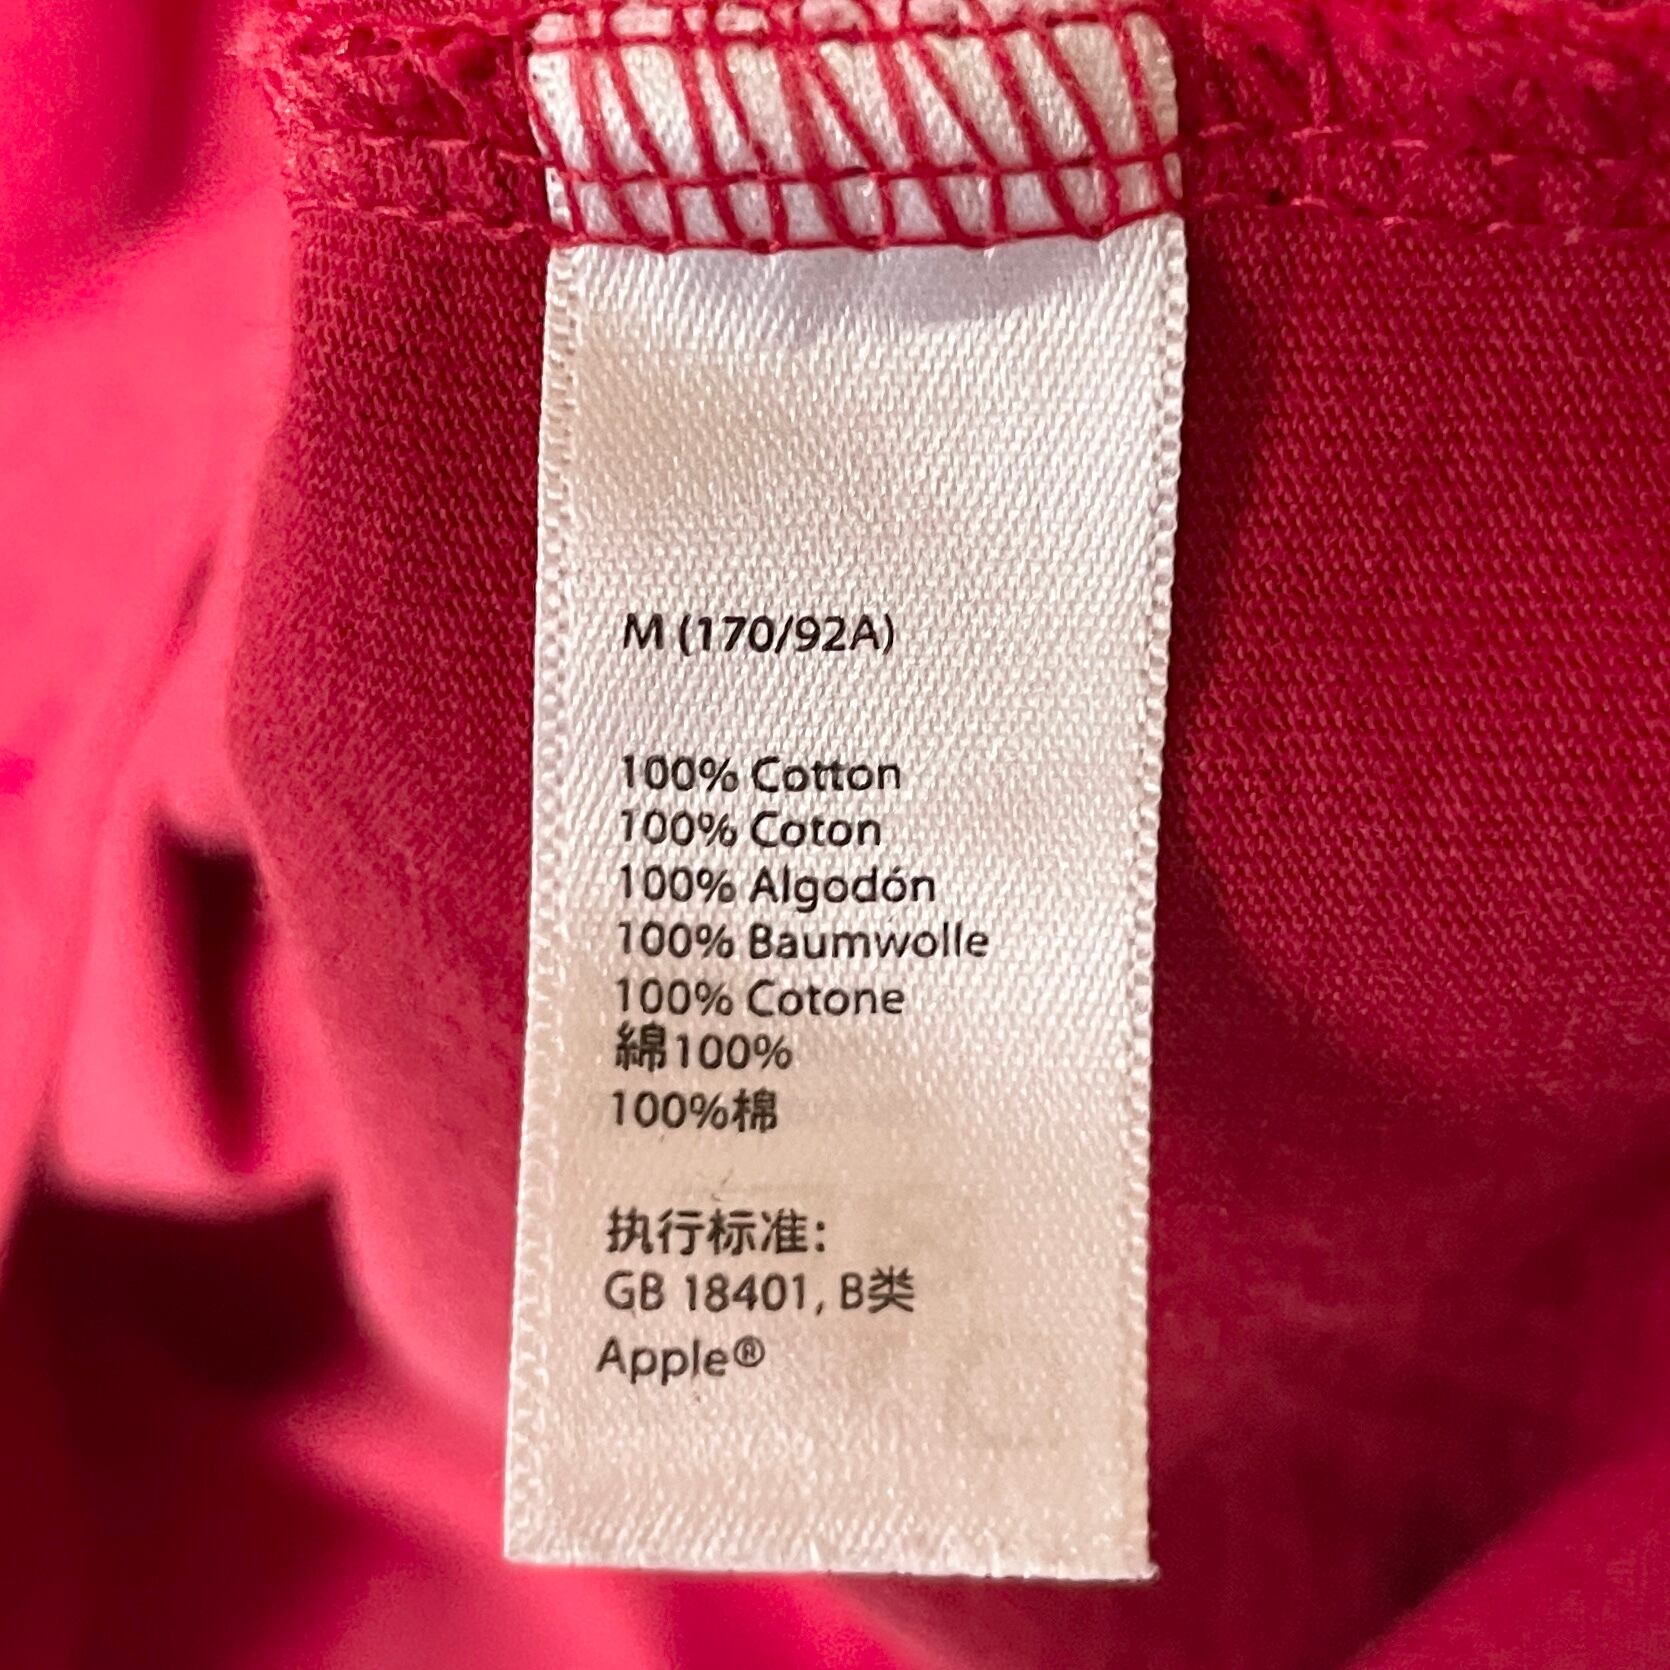 M (170/92A)
100% Cotton
100% Coton
100% Algodón
100% Baumwolle
100% Cotone
綿100%
100%棉
执行标准:
GB 18401, B类
Apple®